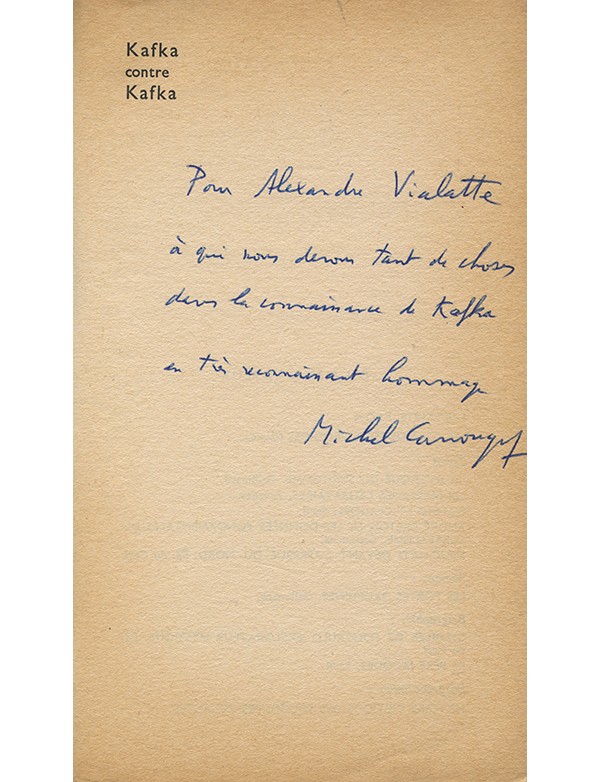 Kafka
contre
Kafka
Pour Alexandre Vialatte
à qui nous devons tant de choses
dans la connaissance de Kafka
en très reconnaissant hommage
Michel Carrouges